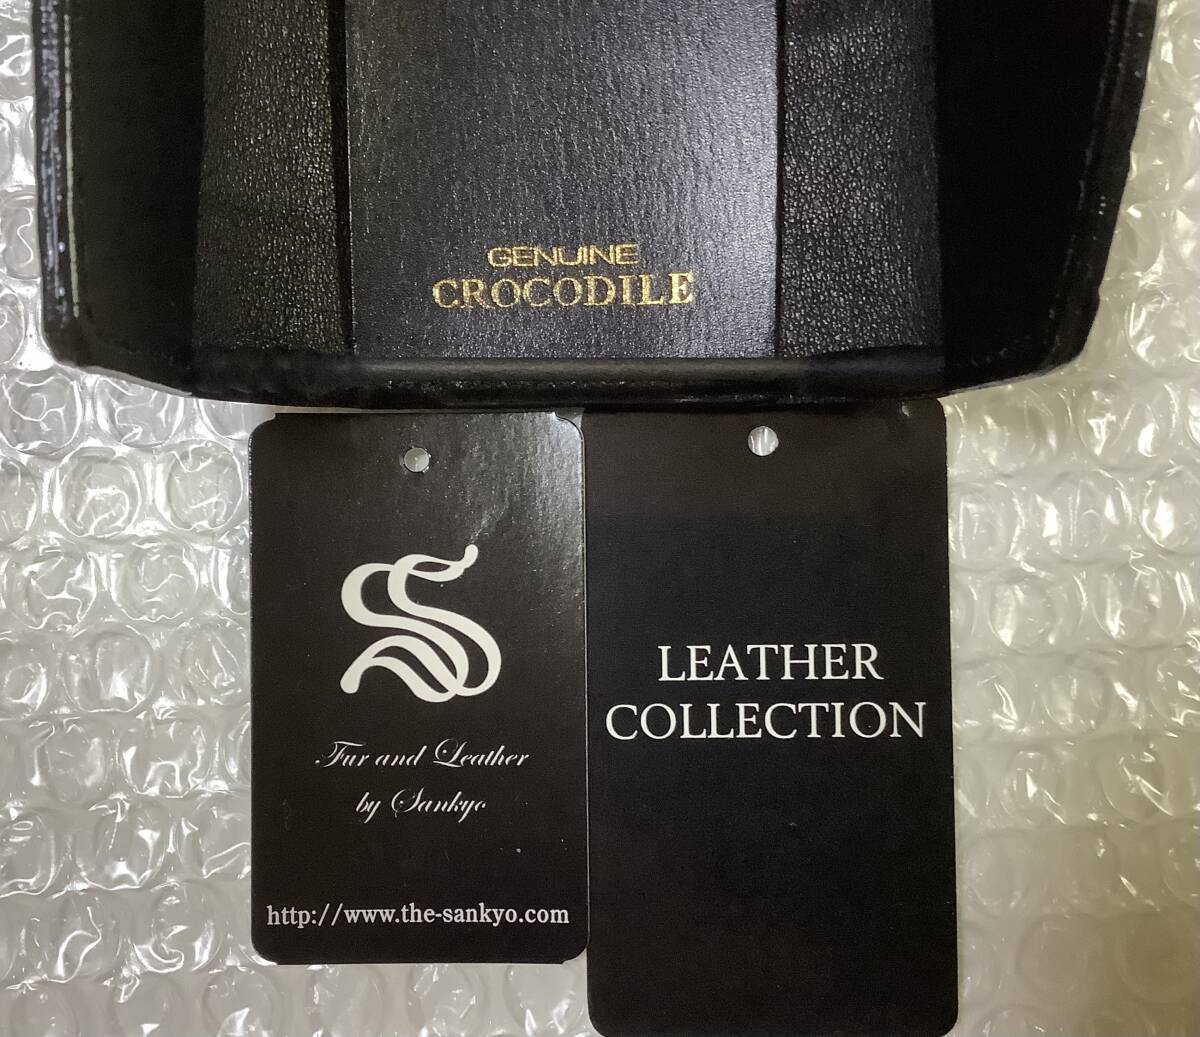 GENUINE
CROCODILE
Fur and Leather
by Sankyo
http://www.the-sankyo.com
LEATHER
COLLECTION